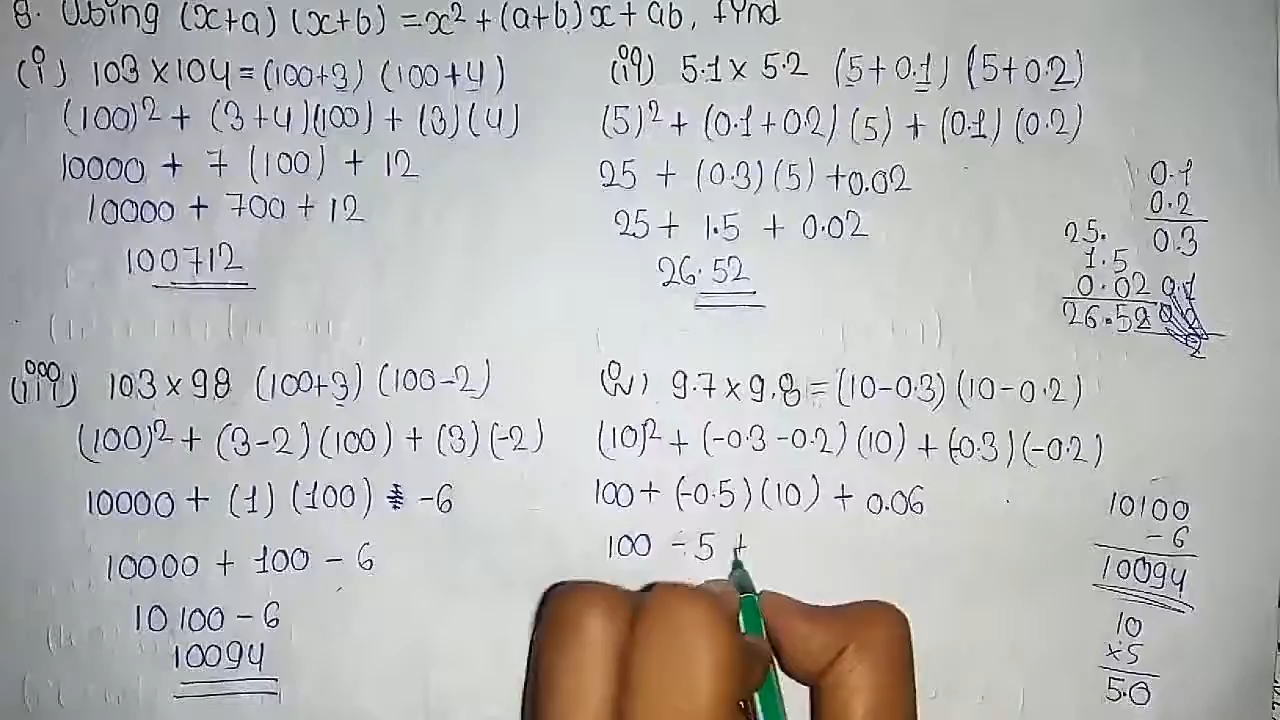 8. Using (x+a) (x+b) = x² + (a+b)x + ab, find
(i) 103 × 104 = (100+3) (100+4)
(100)² + (3+4)(100) + (3)(4)
10000 + 7 (100) + 12
10000 + 700 + 12
100712
(ii) 5.1 × 5.2 (5+0.1) (5+0.2)
(5)² + (0.1+0.2) (5) + (0.1) (0.2)
25 + (0.3)(5) + 0.02
25 + 1.5 + 0.02
26.52
0.1
0.2
0.3
25.
1.5
0.02
26.52
(iii) 103 × 98 (100+3) (100-2)
(100)² + (3-2)(100) + (3)(-2)
10000 + (1) (100) -6
10000 + 100 - 6
10100 - 6
10094
(iv) 9.7 × 9.8 = (10-0.3) (10-0.2)
(10)² + (-0.3-0.2) (10) + (-0.3)(-0.2)
100 + (-0.5)(10) + 0.06
100 - 5 +
10100
- 6
10094
10
×5
5.0